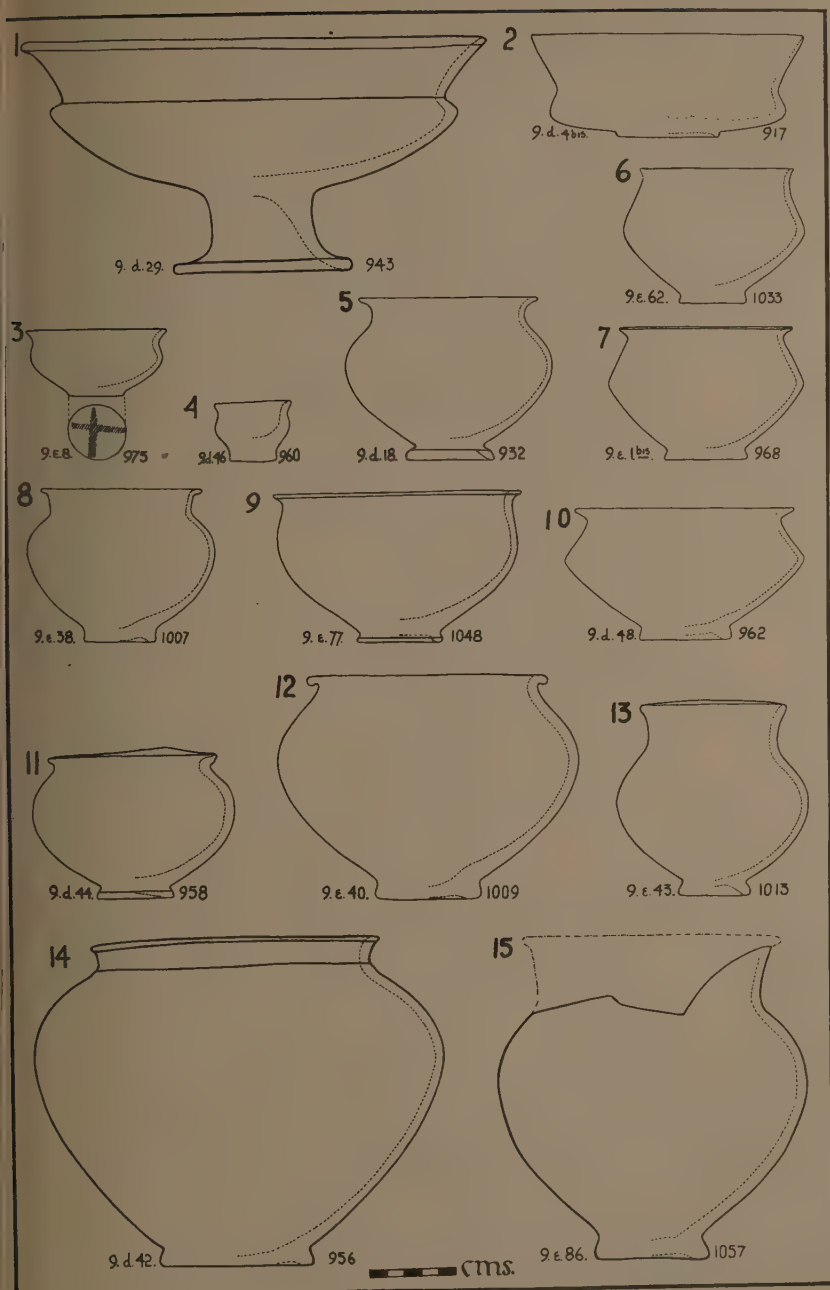 1
9. d. 29. 943
2
9. d. 4 bis. 917
6
9. ε. 62. 1033
3
9. ε. 8. 975
4
9. d. 46 960
5
9. d. 18. 932
7
9. ε. 1 bis. 968
8
9. ε. 38. 1007
9
9. ε. 77. 1048
10
9. d. 48. 962
11
9. d. 44. 958
12
9. ε. 40. 1009
13
9. ε. 43. 1013
14
9. d. 42. 956
15
9. ε. 86. 1057
cms.